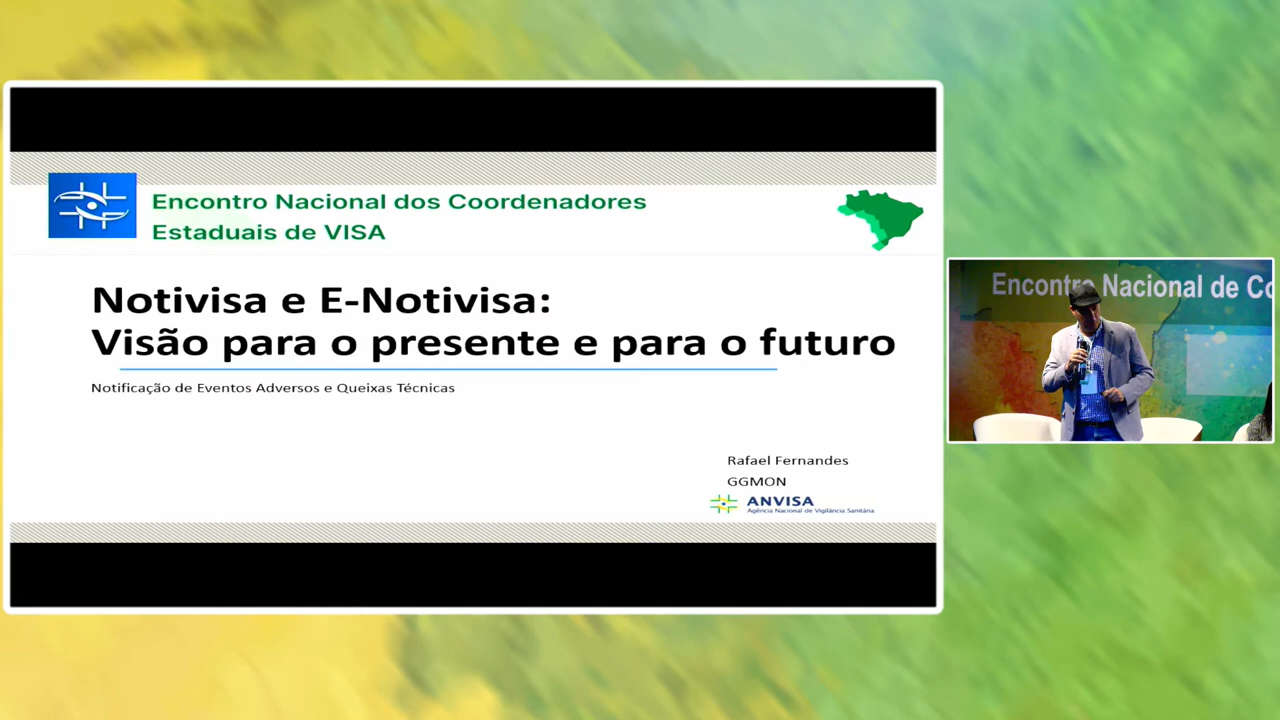 Encontro Nacional dos Coordenadores
Estaduais de VISA
Notivisa e E-Notivisa:
Visão para o presente e para o futuro
Notificação de Eventos Adversos e Queixas Técnicas
Rafael Fernandes
GGMON
ANVISA
Agência Nacional de Vigilância Sanitária
Encontro Nacional de Co